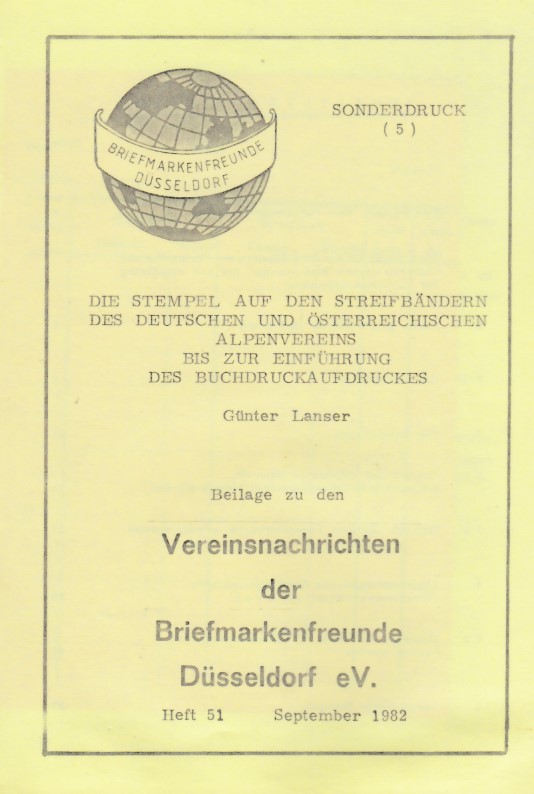 BRIEFMARKENFREUNDE
DÜSSELDORF
SONDERDRUCK
( 5 )
DIE STEMPEL AUF DEN STREIFBÄNDERN
DES DEUTSCHEN UND ÖSTERREICHISCHEN
ALPENVEREINS
BIS ZUR EINFÜHRUNG
DES BUCHDRUCKAUFDRUCKES
Günter Lanser
Beilage zu den
Vereinsnachrichten
der
Briefmarkenfreunde
Düsseldorf eV.
Heft 51 September 1982